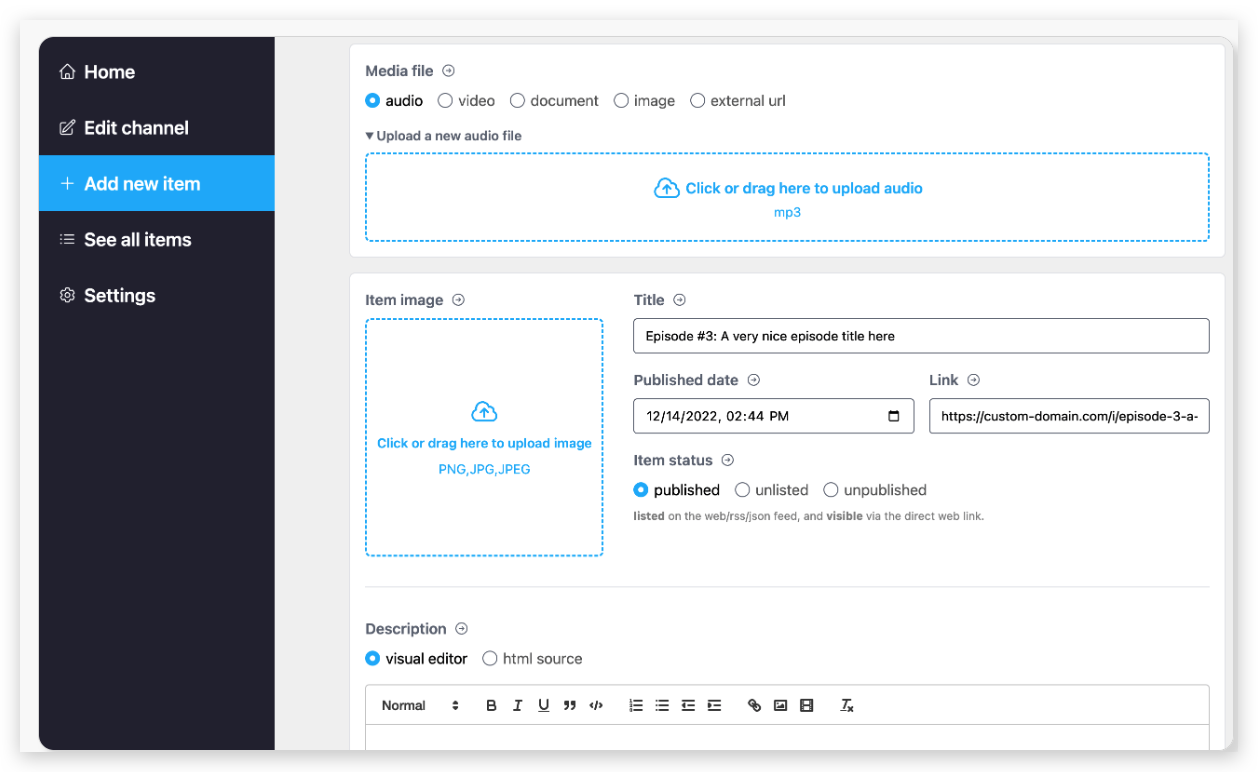 Home
Edit channel
Add new item
See all items
Settings
Media file
audio video document image external url
Upload a new audio file
Click or drag here to upload audio
mp3
Item image
Click or drag here to upload image
PNG,JPG,JPEG
Title
Episode #3: A very nice episode title here
Published date
12/14/2022, 02:44 PM
Link
https://custom-domain.com/i/episode-3-a-
Item status
published unlisted unpublished
listed on the web/rss/json feed, and visible via the direct web link.
Description
visual editor html source
Normal